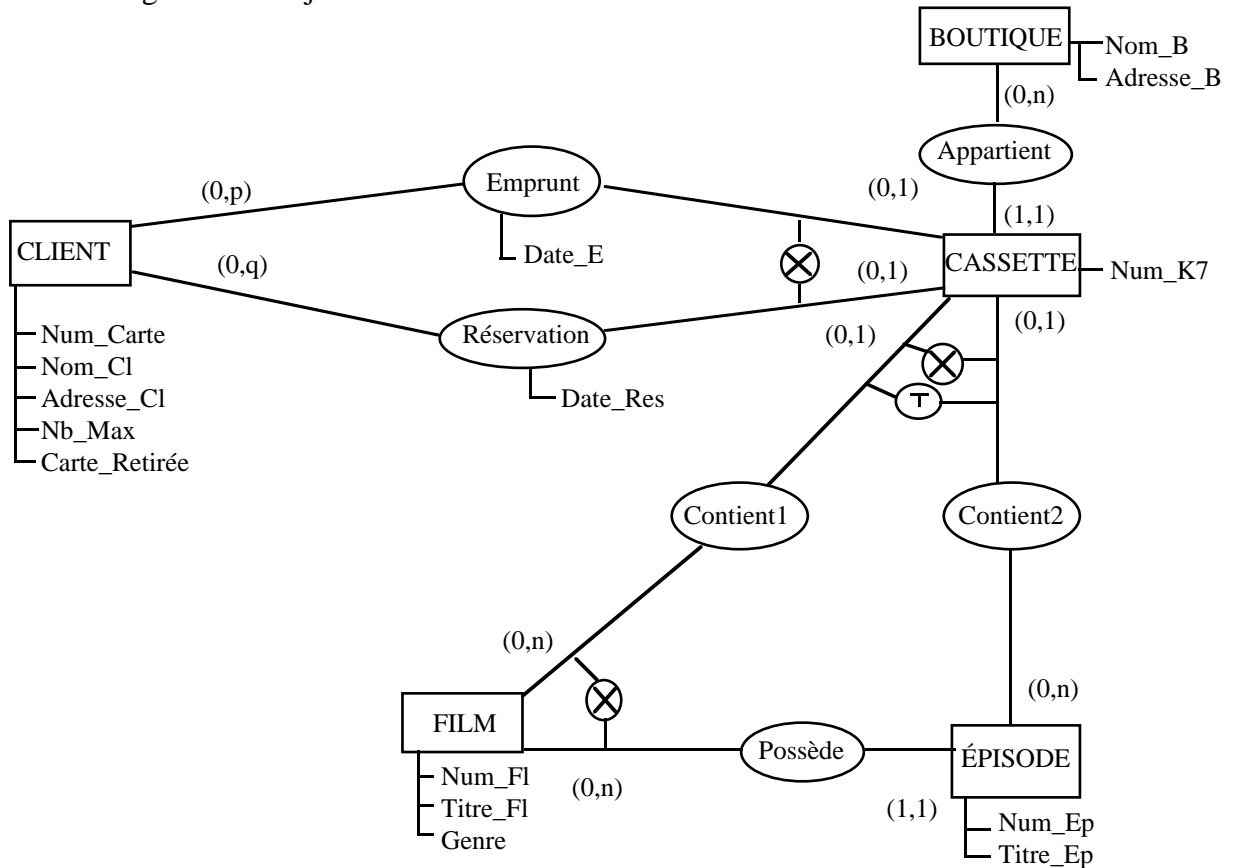 BOUTIQUE
Nom_B
Adresse_B
(0,n)
Appartient
Emprunt
(0,p)
(0,1)
(1,1)
CLIENT
Date_E
CASSETTE
Num_K7
(0,q)
(0,1)
Réservation
(0,1)
(0,1)
Num_Carte
Nom_Cl
Adresse_Cl
Nb_Max
Carte_Retirée
Date_Res
T
Contient1
Contient2
(0,n)
(0,n)
FILM
Possède
ÉPISODE
(0,n)
(1,1)
Num_Fl
Titre_Fl
Genre
Num_Ep
Titre_Ep